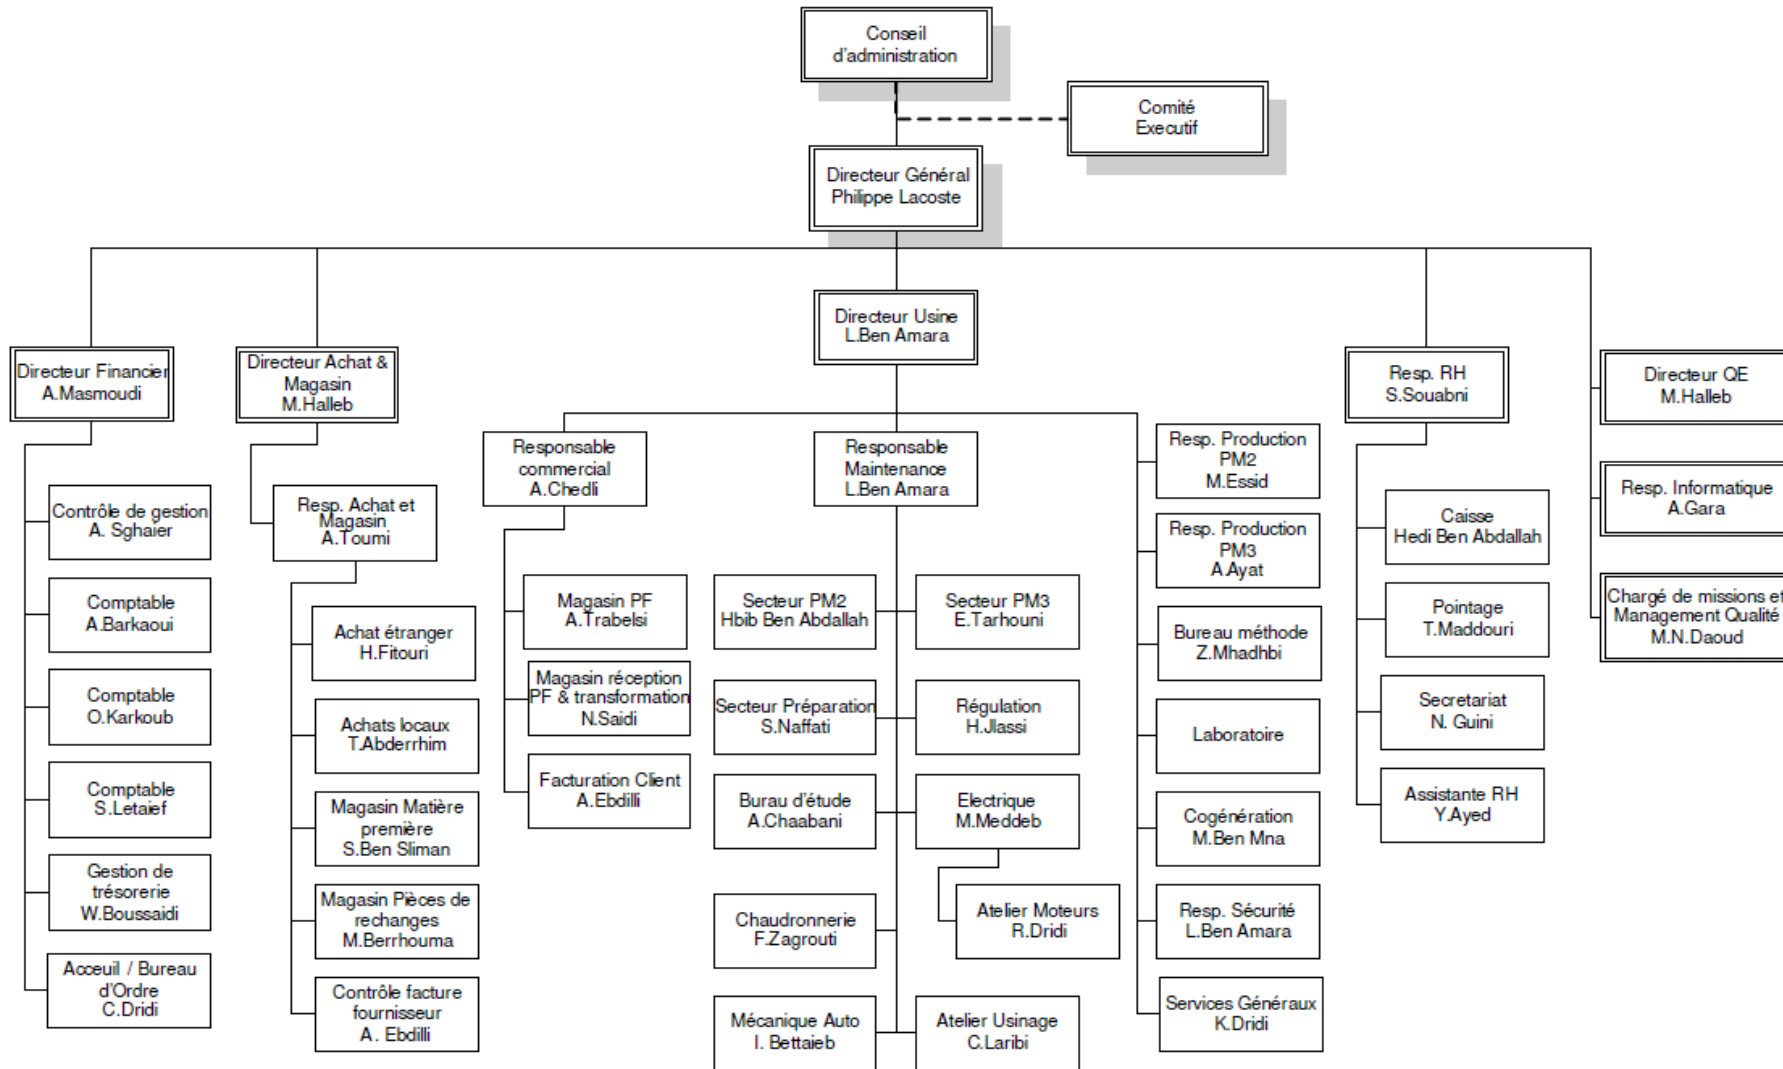 Conseil
d'administration
Comité
Executif
Directeur Général
Philippe Lacoste
Directeur Usine
L.Ben Amara
Directeur Financier
A.Masmoudi
Directeur Achat &
Magasin
M.Halleb
Resp. RH
S.Souabni
Directeur QE
M.Halleb
Resp. Informatique
A.Gara
Chargé de missions et
Management Qualité
M.N.Daoud
Contrôle de gestion
A. Sghaier
Comptable
A.Barkaoui
Comptable
O.Karkoub
Comptable
S.Letaief
Gestion de
trésorerie
W.Boussaidi
Acceuil / Bureau
d'Ordre
C.Dridi
Resp. Achat et
Magasin
A.Toumi
Achat étranger
H.Fitouri
Achats locaux
T.Abderrhim
Magasin Matière
première
S.Ben Sliman
Magasin Pièces de
rechanges
M.Berrhouma
Contrôle facture
fournisseur
A. Ebdilli
Responsable
commercial
A.Chedli
Magasin PF
A.Trabelsi
Magasin réception
PF & transformation
N.Saidi
Facturation Client
A.Ebdilli
Responsable
Maintenance
L.Ben Amara
Secteur PM2
Hbib Ben Abdallah
Secteur PM3
E.Tarhouni
Secteur Préparation
S.Naffati
Régulation
H.Jlassi
Burau d'étude
A.Chaabani
Electrique
M.Meddeb
Chaudronnerie
F.Zagrouti
Atelier Moteurs
R.Dridi
Mécanique Auto
I. Bettaieb
Atelier Usinage
C.Laribi
Resp. Production
PM2
M.Essid
Resp. Production
PM3
A.Ayat
Bureau méthode
Z.Mhadhbi
Laboratoire
Cogénération
M.Ben Mna
Resp. Sécurité
L.Ben Amara
Services Généraux
K.Dridi
Caisse
Hedi Ben Abdallah
Pointage
T.Maddouri
Secretariat
N. Guini
Assistante RH
Y.Ayed